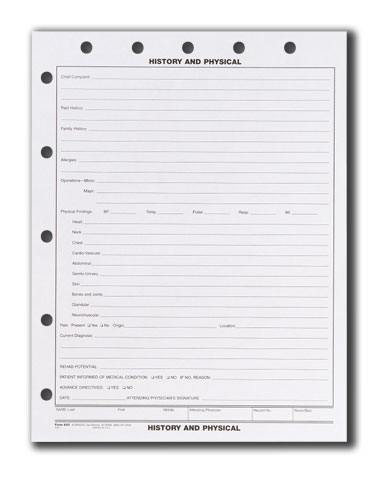 HISTORY AND PHYSICAL
Chief Complaint:
Past History:
Family History:
Allergies:
Operations—Minor:
Major:
Physical Findings: BP Temp. Pulse Resp. Wt.
Head
Neck
Chest
Cardio-Vascular
Abdominal
Genito-Urinary
Skin
Bones and Joints
Glandular
Neuromuscular
Pain: Present ❑ Yes ❑ No Origin Location
Current Diagnosis:
REHAB POTENTIAL:
PATIENT INFORMED OF MEDICAL CONDITION ❑ YES ❑ NO IF NO, REASON:
ADVANCE DIRECTIVES ❑ YES ❑ NO
DATE: ATTENDING PHYSICIAN'S SIGNATURE:
NAME-Last First Middle Attending Physician Record No. Room/Bed
HISTORY AND PHYSICAL